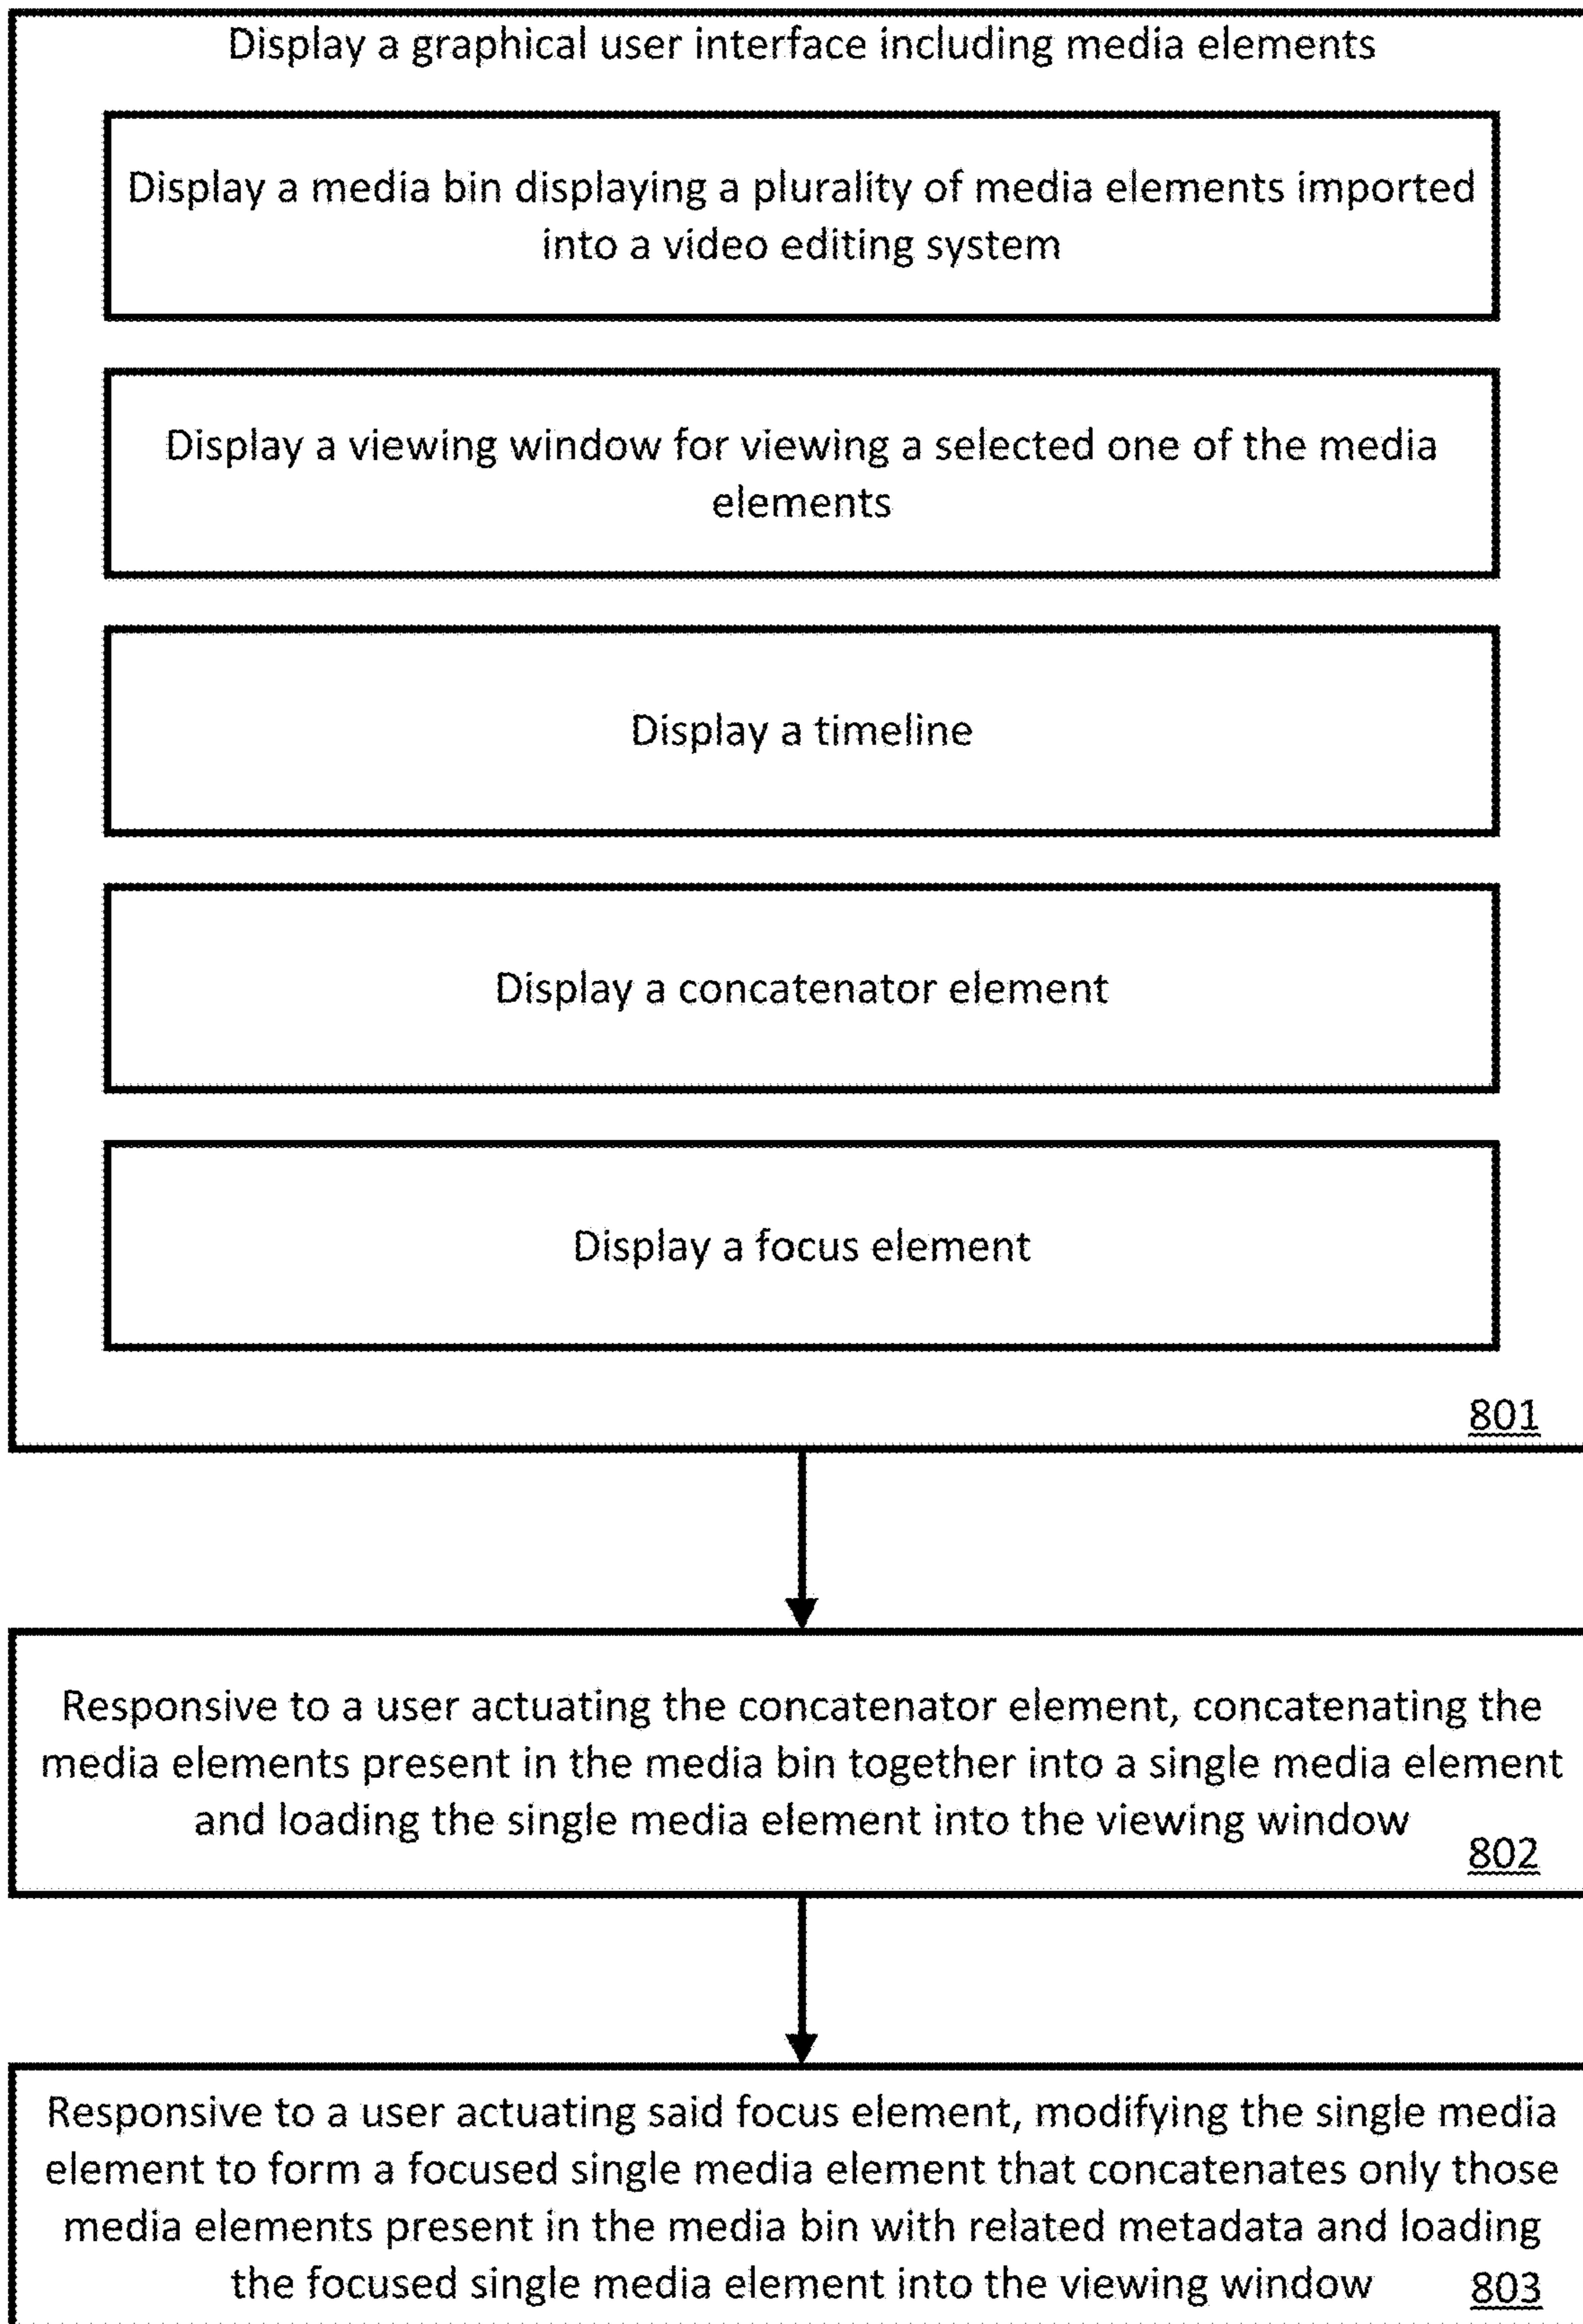 Display a graphical user interface including media elements
Display a media bin displaying a plurality of media elements imported
into a video editing system
Display a viewing window for viewing a selected one of the media
elements
Display a timeline
Display a concatenator element
Display a focus element
801
Responsive to a user actuating the concatenator element, concatenating the
media elements present in the media bin together into a single media element
and loading the single media element into the viewing window
802
Responsive to a user actuating said focus element, modifying the single media
element to form a focused single media element that concatenates only those
media elements present in the media bin with related metadata and loading
the focused single media element into the viewing window
803